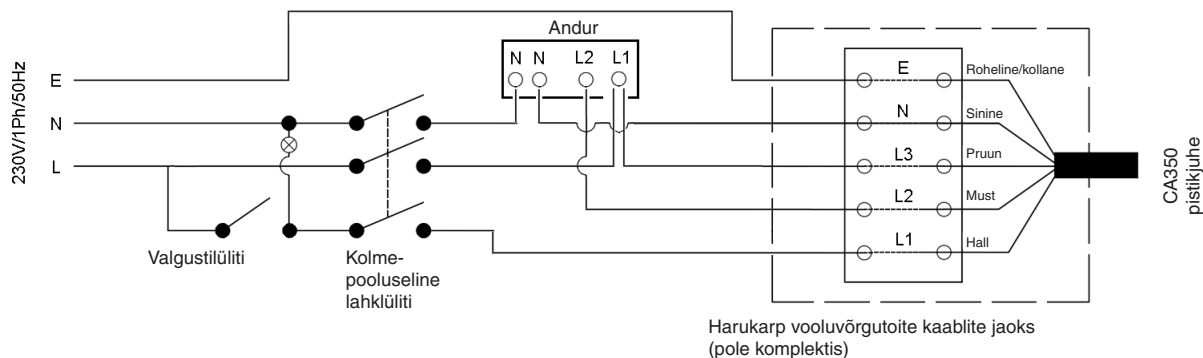 230V/1Ph/50Hz
E
N
L
Valgustilüliti
Kolme-
pooluseline
lahklüliti
Andur
N N L2 L1
E
N
L3
L2
L1
Roheline/kollane
Sinine
Pruun
Must
Hall
CA350
pistikjuhe
Harukarp vooluvõrgutoite kaablite jaoks
(pole komplektis)